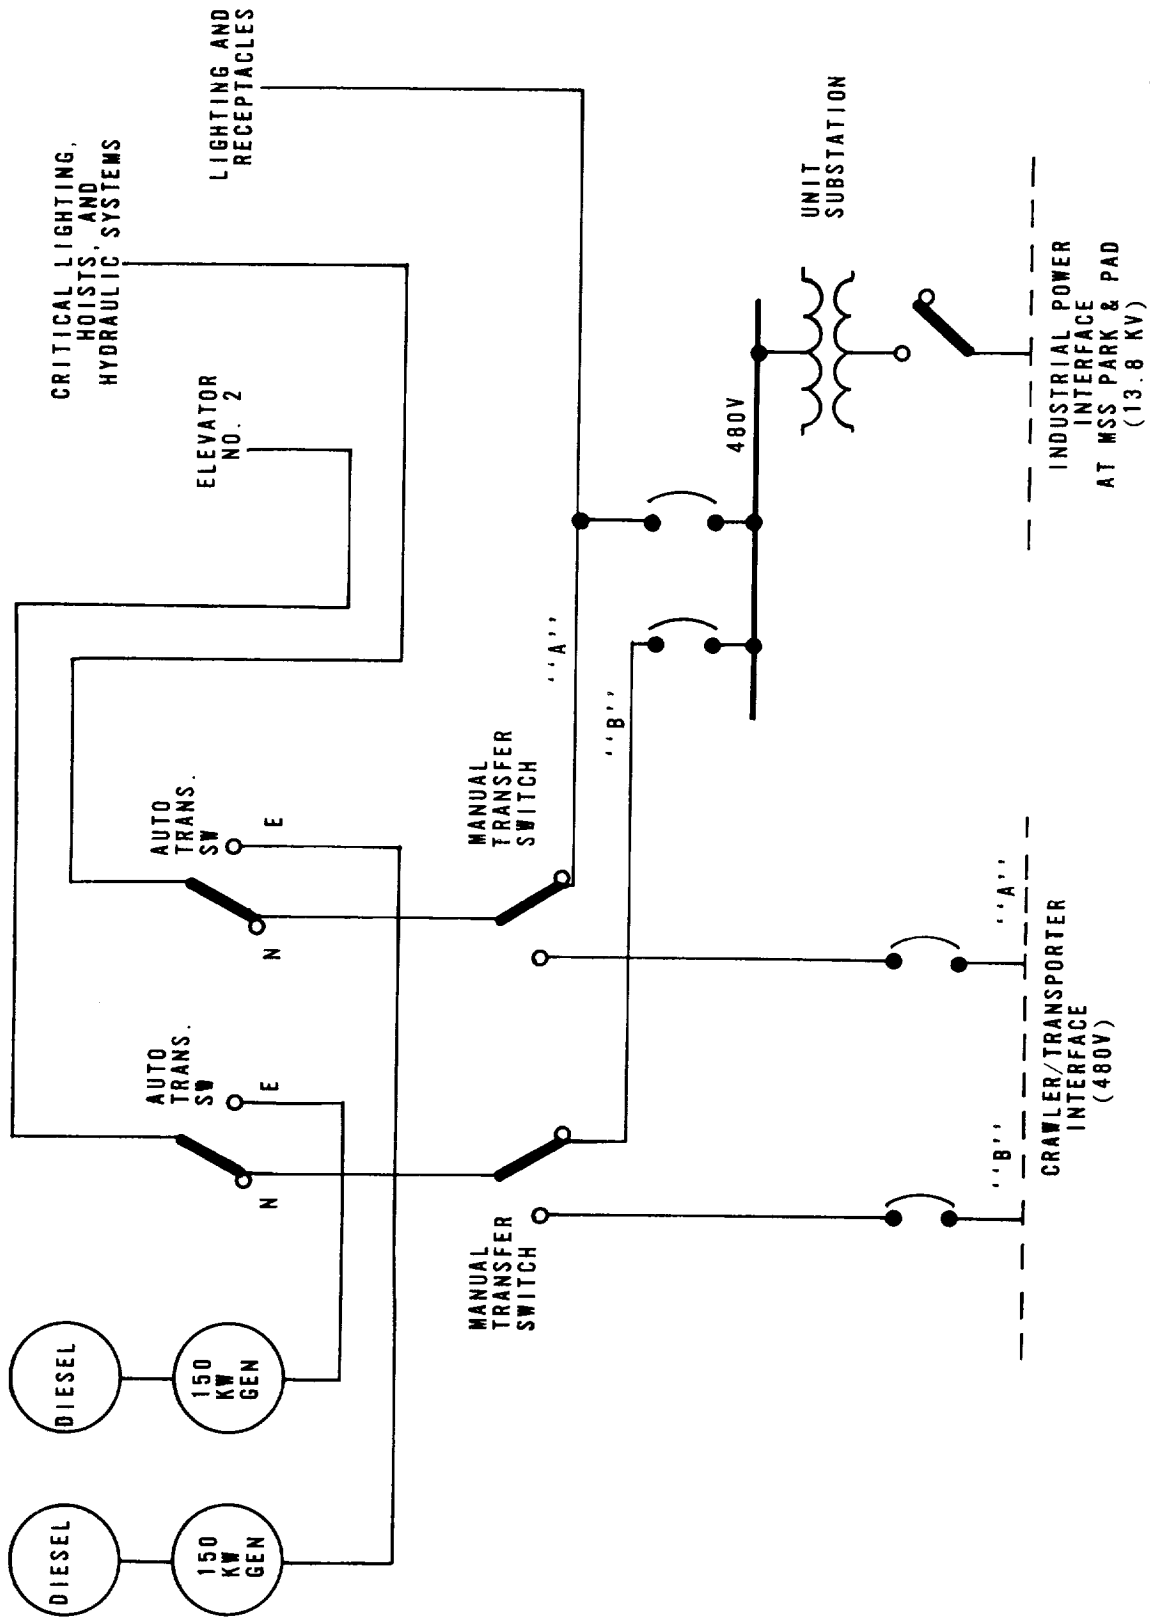 DIESEL
150
KW
GEN
DIESEL
150
KW
GEN
AUTO
TRANS.
SW
N
E
AUTO
TRANS.
SW
N
E
ELEVATOR
NO. 2
CRITICAL LIGHTING,
HOISTS, AND
HYDRAULIC SYSTEMS
LIGHTING AND
RECEPTACLES
MANUAL
TRANSFER
SWITCH
MANUAL
TRANSFER
SWITCH
''A''
''B''
480V
UNIT
SUBSTATION
''B''
''A''
CRAWLER/TRANSPORTER
INTERFACE
(480V)
INDUSTRIAL POWER
INTERFACE
AT MSS PARK & PAD
(13.8 KV)